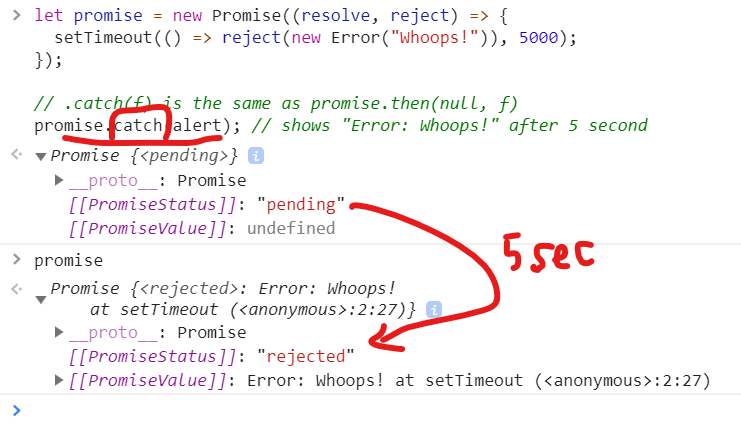 let promise = new Promise((resolve, reject) => {
  setTimeout(() => reject(new Error("Whoops!")), 5000);
});
// .catch(f) is the same as promise.then(null, f)
promise.catch(alert); // shows "Error: Whoops!" after 5 second
Promise {<pending>}
__proto__: Promise
[[PromiseStatus]]: "pending"
[[PromiseValue]]: undefined
5sec
promise
Promise {<rejected>: Error: Whoops!
at setTimeout (<anonymous>:2:27)}
__proto__: Promise
[[PromiseStatus]]: "rejected"
[[PromiseValue]]: Error: Whoops! at setTimeout (<anonymous>:2:27)